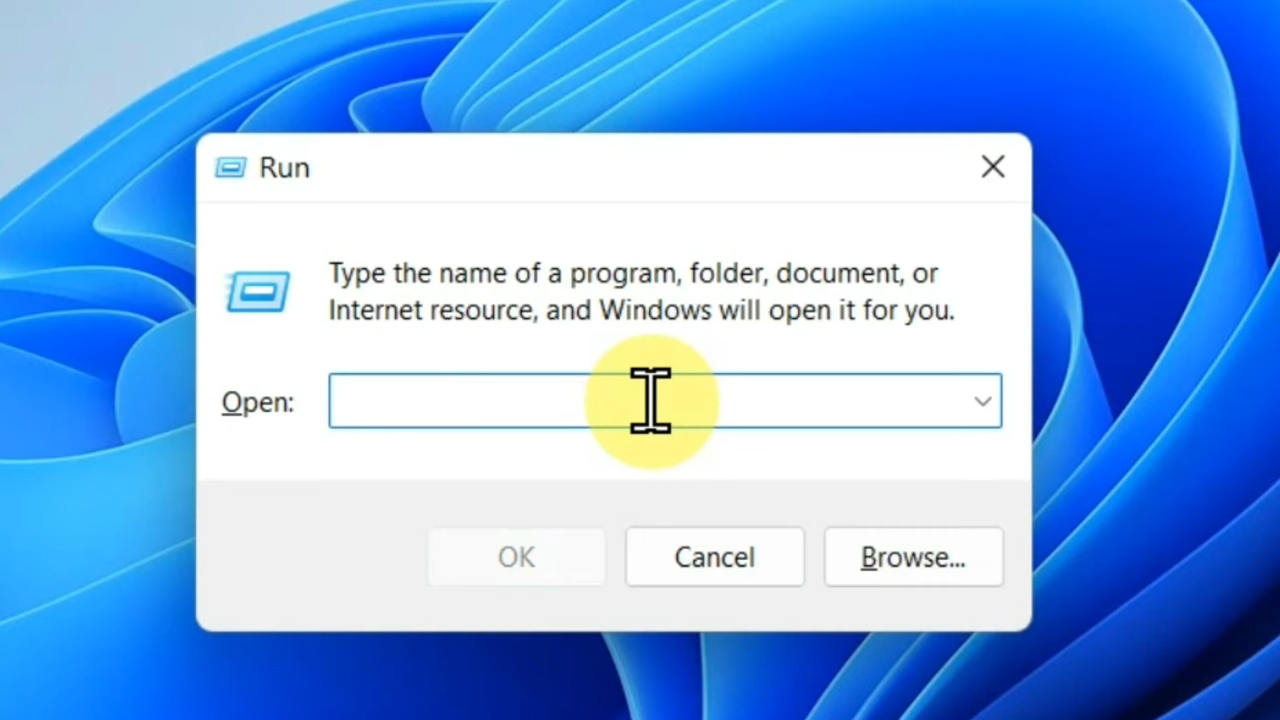 Run
Type the name of a program, folder, document, or
Internet resource, and Windows will open it for you.
Open:
OK
Cancel
Browse...